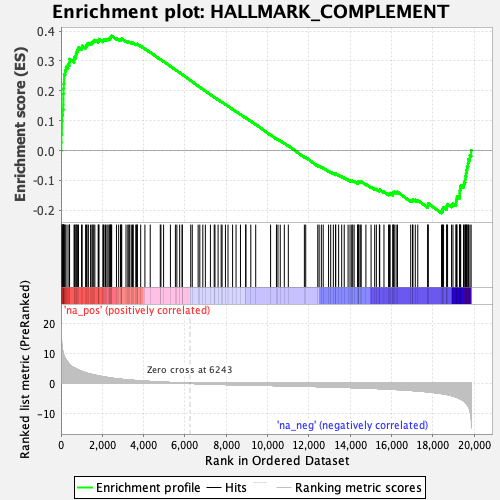 Enrichment plot: HALLMARK_COMPLEMENT
Enrichment score (ES)
0.4
0.3
0.2
0.1
0.0
-0.1
-0.2
'na_pos' (positively correlated)
Ranked list metric (PreRanked)
20
10
0
-10
Zero cross at 6243
'na_neg' (negatively correlated)
0
2,000
4,000
6,000
8,000
10,000
12,000
14,000
16,000
18,000
20,000
Rank in Ordered Dataset
Enrichment profile
Hits
Ranking metric scores